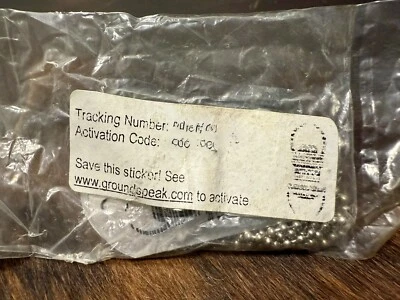 Tracking Number:
Activation Code:
Save this sticker! See
www.groundspeak.com to activate